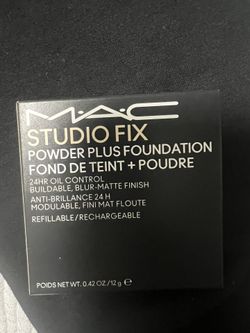 M·A·C
STUDIO FIX
POWDER PLUS FOUNDATION
FOND DE TEINT + POUDRE
24HR OIL CONTROL
BUILDABLE, BLUR-MATTE FINISH
ANTI-BRILLANCE 24 H
MODULABLE, FINI MAT FLOUTE
REFILLABLE/RECHARGEABLE
POIDS NET WT. 0.42 OZ/12 g ℮